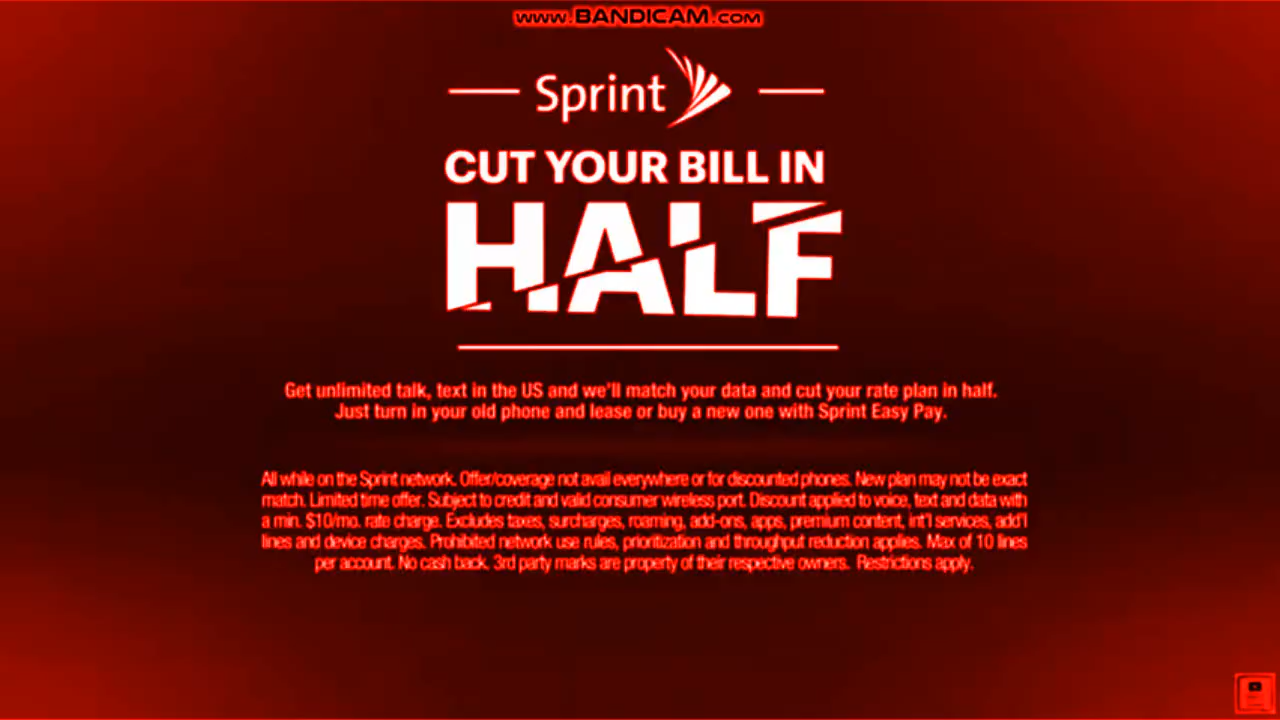 www.BANDICAM.com
Sprint
CUT YOUR BILL IN
HALF
Get unlimited talk, text in the US and we'll match your data and cut your rate plan in half.
Just turn in your old phone and lease or buy a new one with Sprint Easy Pay.
All while on the Sprint network. Offer/coverage not avail everywhere or for discounted phones. New plan may not be exact
match. Limited time offer. Subject to credit and valid consumer wireless port. Discount applied to voice, text and data with
a min. $10/mo. rate charge. Excludes taxes, surcharges, roaming, add-ons, apps, premium content, int'l services, add'l
lines and device charges. Prohibited network use rules, prioritization and throughput reduction applies. Max of 10 lines
per account. No cash back. 3rd party marks are property of their respective owners. Restrictions apply.